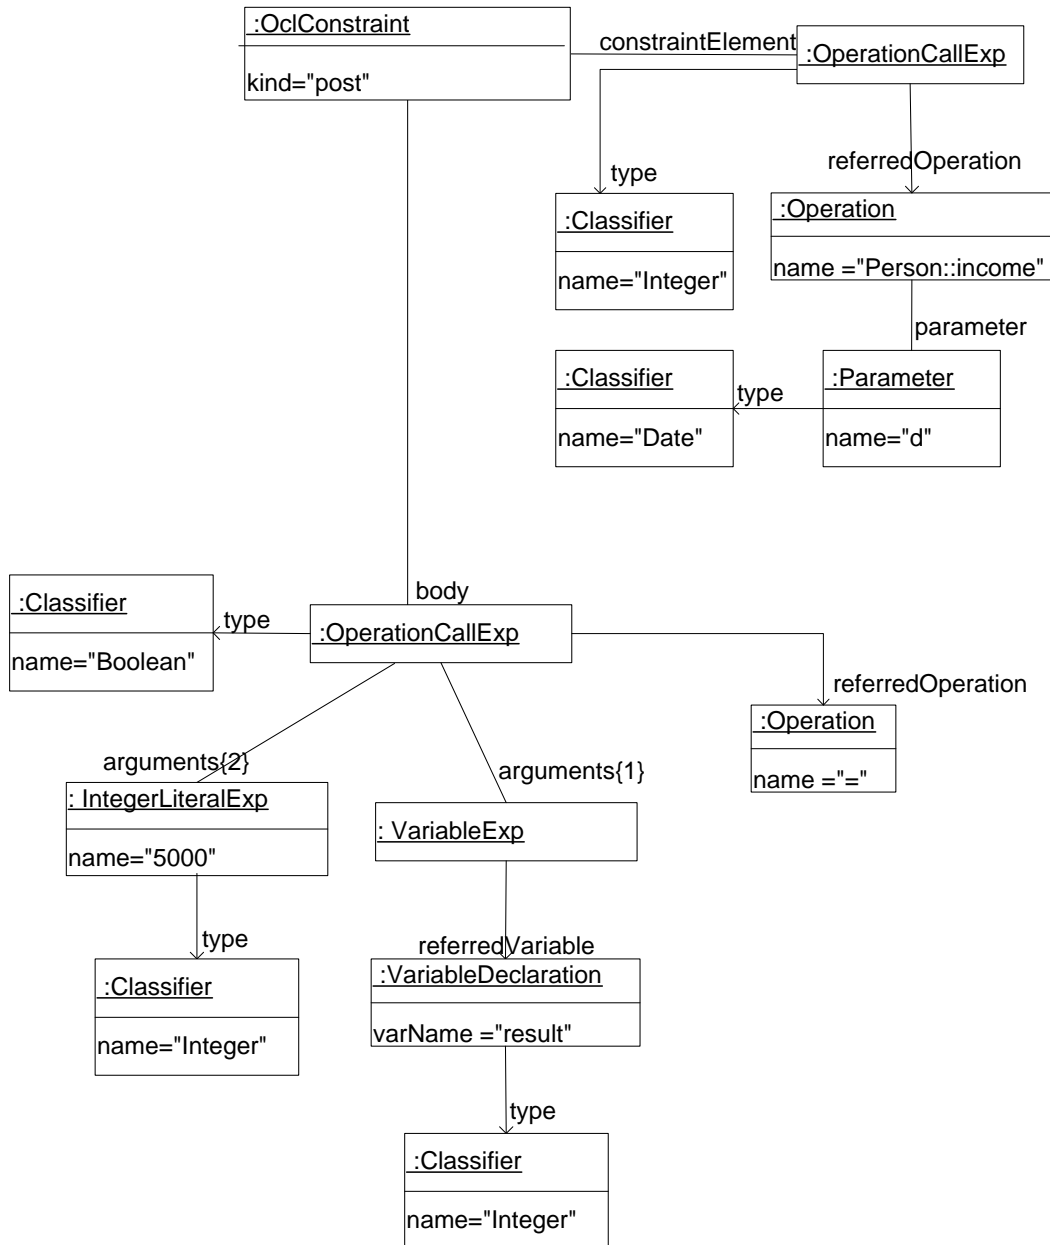 :OclConstraint
kind="post"
constraintElement
:OperationCallExp
type
referredOperation
:Classifier
name="Integer"
:Operation
name ="Person::income"
parameter
:Classifier
name="Date"
type
:Parameter
name="d"
body
:Classifier
name="Boolean"
type
:OperationCallExp
referredOperation
:Operation
name ="="
arguments{2}
arguments{1}
: IntegerLiteralExp
name="5000"
: VariableExp
type
referredVariable
:Classifier
name="Integer"
:VariableDeclaration
varName ="result"
type
:Classifier
name="Integer"